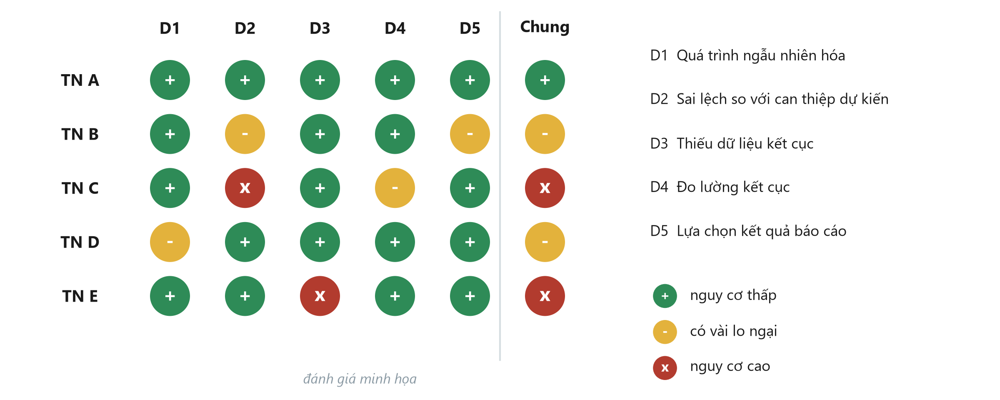 D1 D2 D3 D4 D5 Chung
TN A + + + + + +
TN B + - + + - -
TN C + x + - + x
TN D - + + + + -
TN E + + x + + x
đánh giá minh họa
D1 Quá trình ngẫu nhiên hóa
D2 Sai lệch so với can thiệp dự kiến
D3 Thiếu dữ liệu kết cục
D4 Đo lường kết cục
D5 Lựa chọn kết quả báo cáo
+ nguy cơ thấp
- có vài lo ngại
x nguy cơ cao